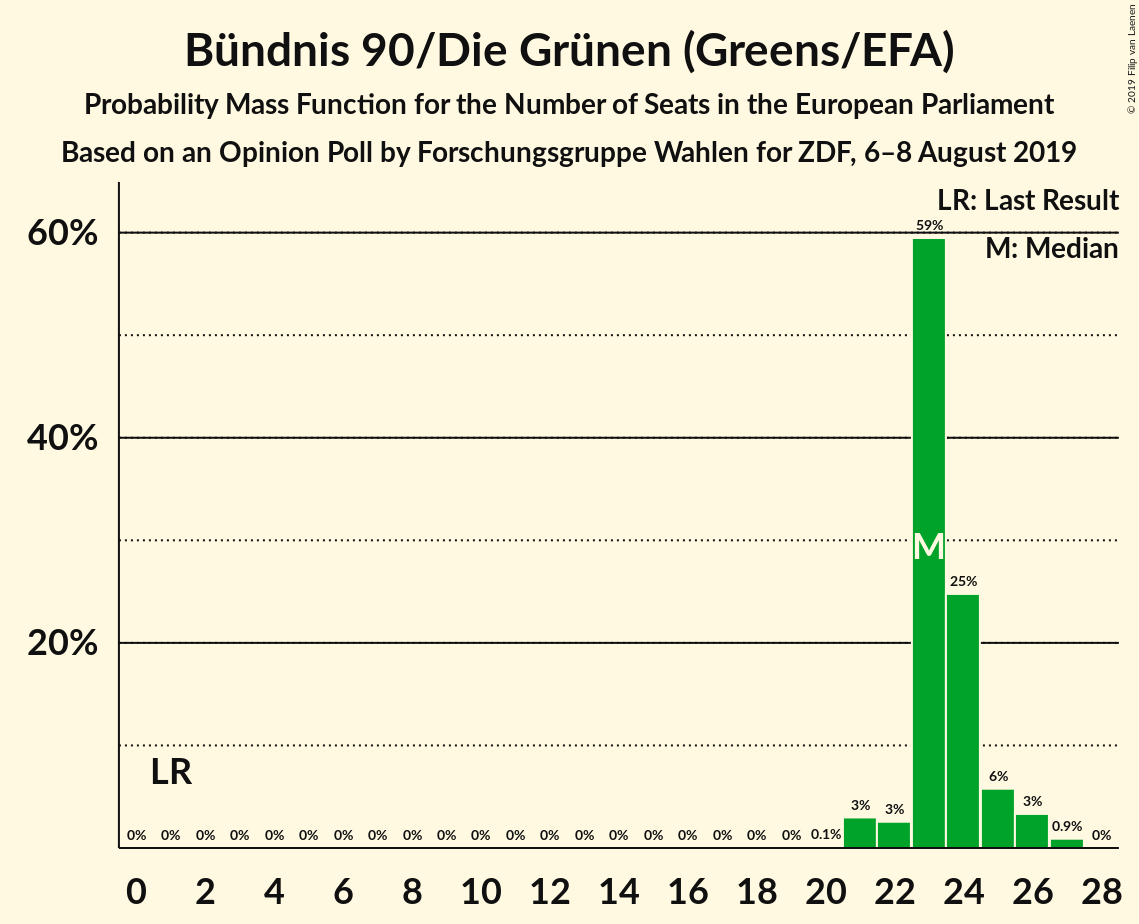 Bündnis 90/Die Grünen (Greens/EFA)
Probability Mass Function for the Number of Seats in the European Parliament
Based on an Opinion Poll by Forschungsgruppe Wahlen for ZDF, 6–8 August 2019
© 2019 Filip van Laenen
LR: Last Result
M: Median
60%
40%
20%
59%
M
25%
LR
0% 0% 0% 0% 0% 0% 0% 0% 0% 0% 0% 0% 0% 0% 0% 0% 0% 0% 0% 0% 0.1% 3% 3% 6% 3% 0.9% 0%
0 2 4 6 8 10 12 14 16 18 20 22 24 26 28